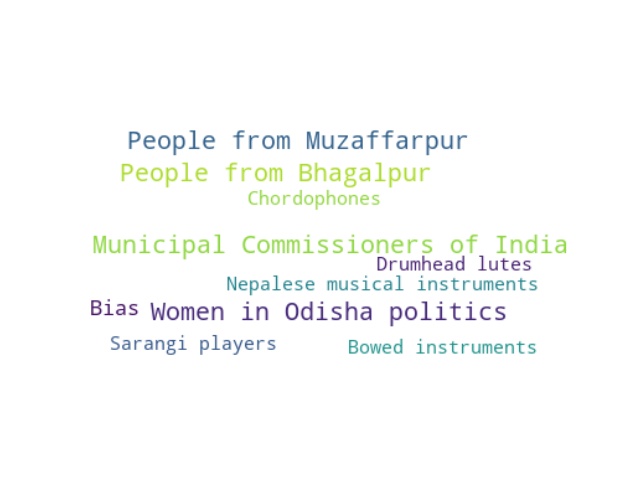 People from Muzaffarpur
People from Bhagalpur
Chordophones
Municipal Commissioners of India
Drumhead lutes
Nepalese musical instruments
Bias
Women in Odisha politics
Sarangi players
Bowed instruments